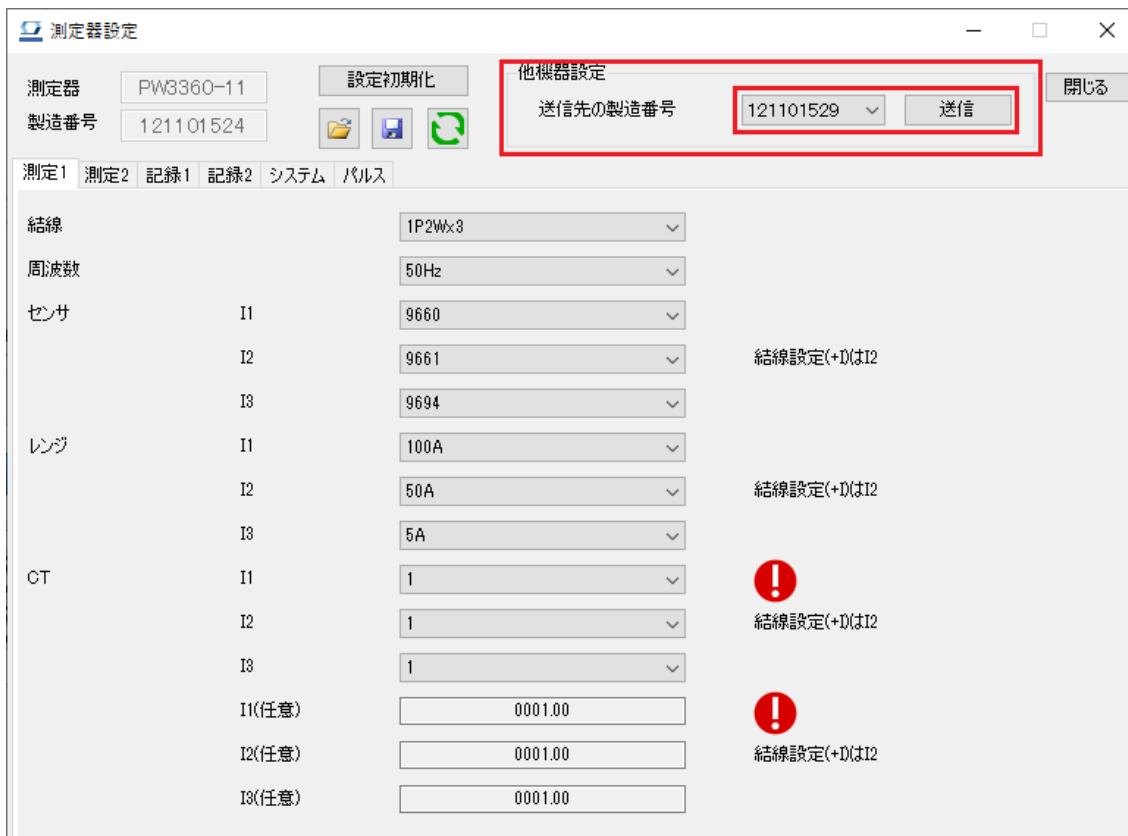 測定器設定
測定器 PW3360-11 設定初期化
製造番号 121101524
他機器設定
送信先の製造番号 121101529 送信
閉じる
測定1 測定2 記録1 記録2 システム パルス
結線 1P2Wx3
周波数 50Hz
センサ I1 9660
I2 9661 結線設定(+I)はI2
I3 9694
レンジ I1 100A
I2 50A 結線設定(+I)はI2
I3 5A
CT I1 1
I2 1 結線設定(+I)はI2
I3 1
I1(任意) 0001.00
I2(任意) 0001.00 結線設定(+I)はI2
I3(任意) 0001.00